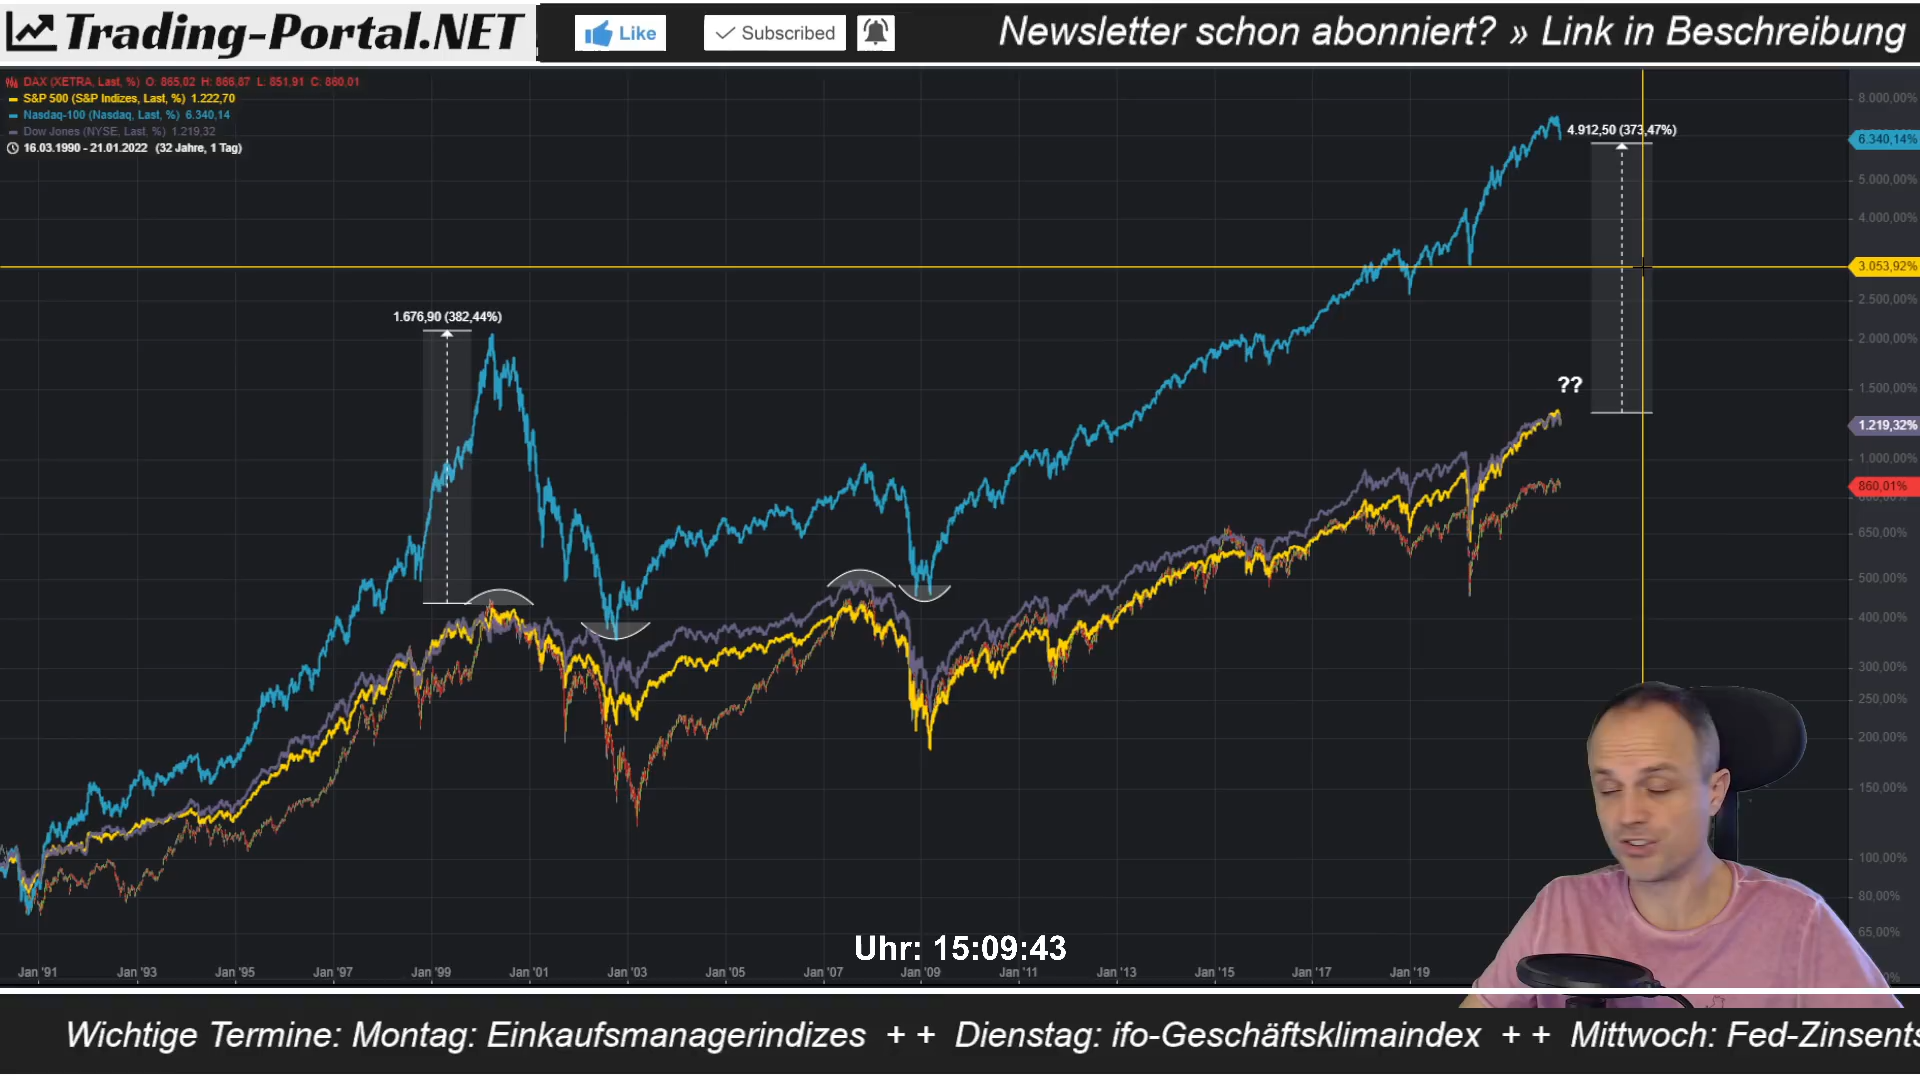 Trading-Portal.NET
Like
Subscribed
Newsletter schon abonniert? » Link in Beschreibung
DAX (XETRA, Last, %) O: 865,02 H: 866,87 L: 851,91 C: 860,01
S&P 500 (S&P Indizes, Last, %) 1.222,70
Nasdaq-100 (Nasdaq, Last, %) 6.340,14
Dow Jones (NYSE, Last, %) 1.219,32
16.03.1990 - 21.01.2022 (32 Jahre, 1 Tag)
4.912,50 (373,47%)
1.676,90 (382,44%)
??
8.000,00%
6.340,14%
5.000,00%
4.000,00%
3.053,92%
2.500,00%
2.000,00%
1.500,00%
1.219,32%
1.000,00%
860,01%
650,00%
500,00%
400,00%
300,00%
250,00%
200,00%
150,00%
100,00%
80,00%
65,00%
Uhr: 15:09:43
Jan '91 Jan '93 Jan '95 Jan '97 Jan '99 Jan '01 Jan '03 Jan '05 Jan '07 Jan '09 Jan '11 Jan '13 Jan '15 Jan '17 Jan '19
Wichtige Termine: Montag: Einkaufsmanagerindizes ++ Dienstag: ifo-Geschäftsklimaindex ++ Mittwoch: Fed-Zinsents